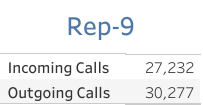 Rep-9
Incoming Calls 27,232
Outgoing Calls 30,277